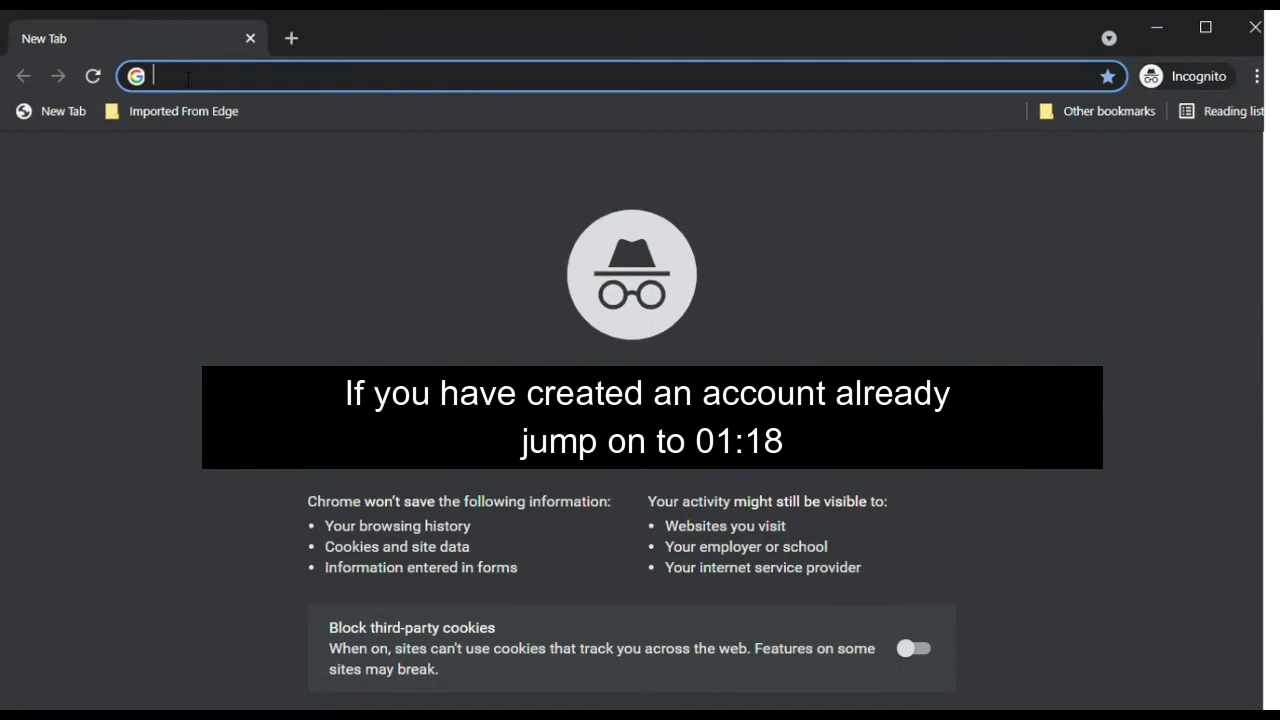 New Tab
Incognito
New Tab
Imported From Edge
Other bookmarks
Reading list
If you have created an account already
jump on to 01:18
Chrome won't save the following information:
• Your browsing history
• Cookies and site data
• Information entered in forms
Your activity might still be visible to:
• Websites you visit
• Your employer or school
• Your internet service provider
Block third-party cookies
When on, sites can't use cookies that track you across the web. Features on some
sites may break.